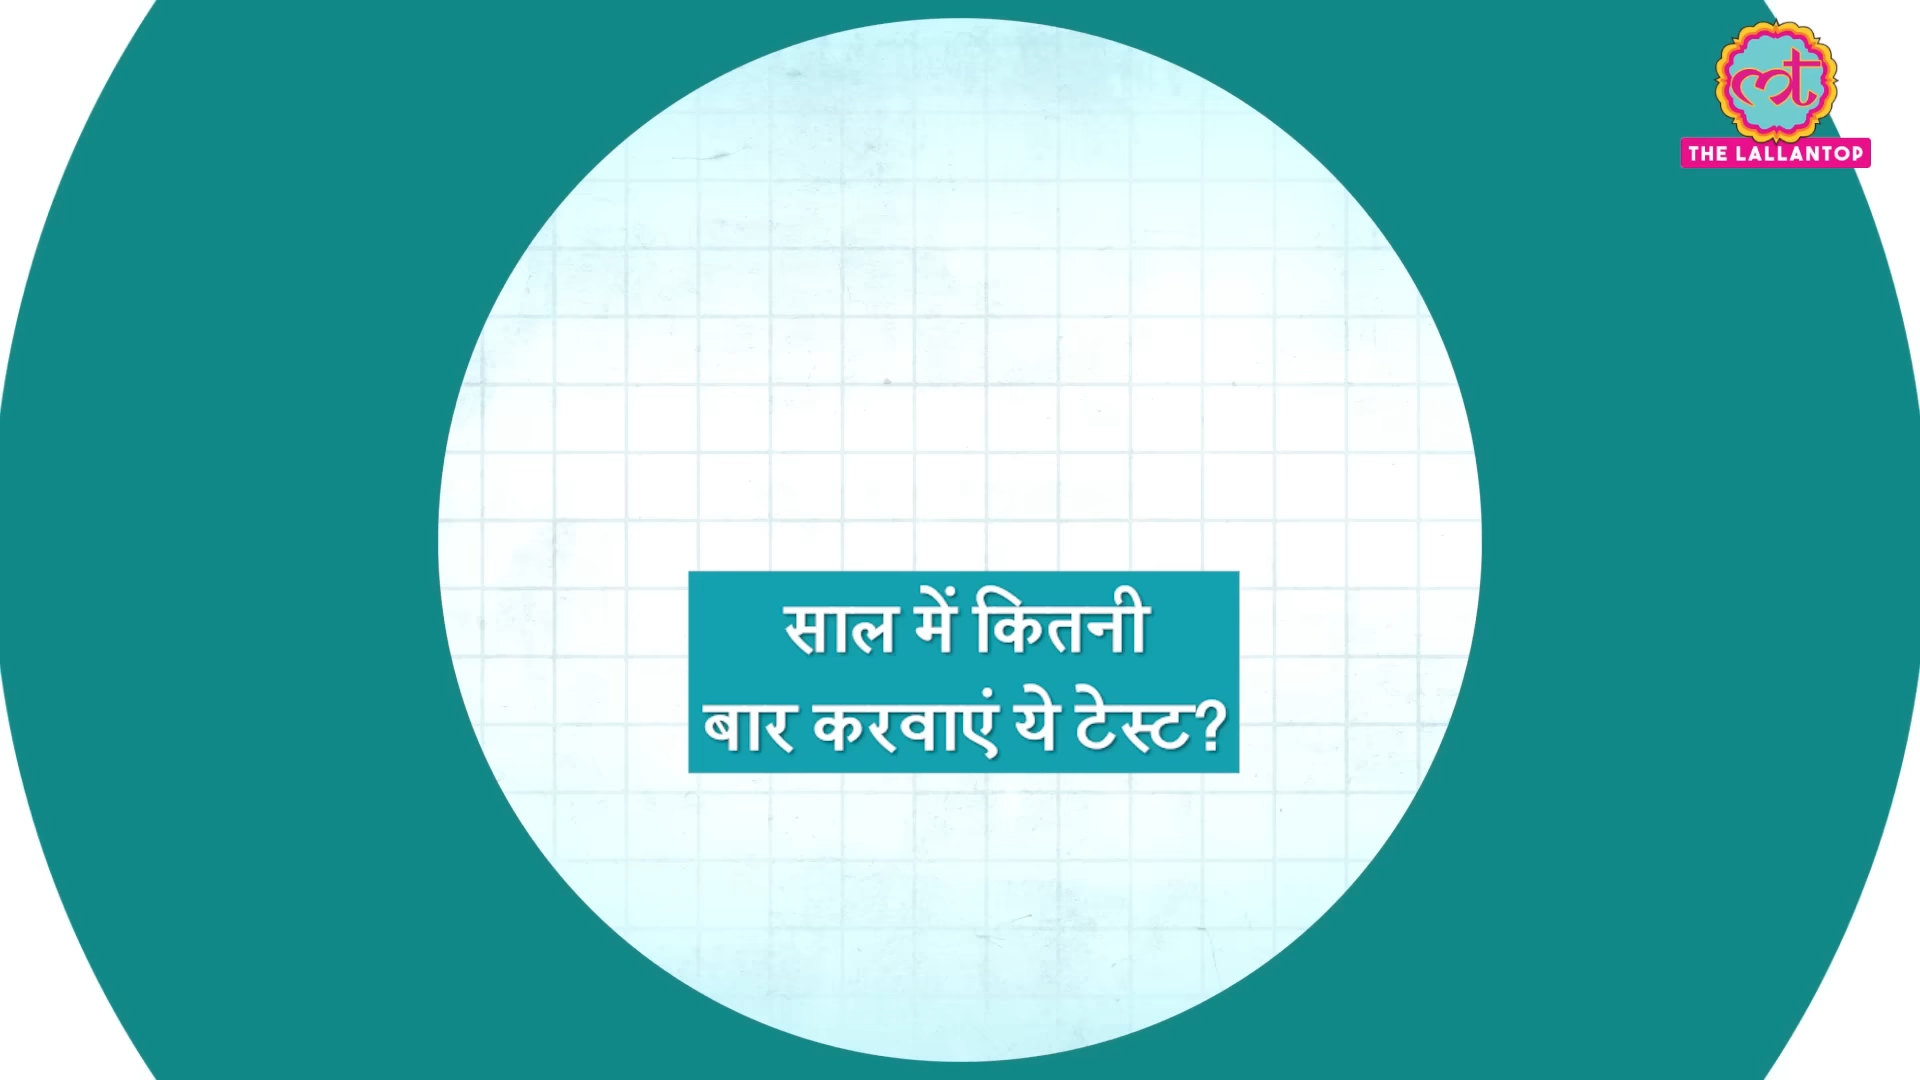 THE LALLANTOP
साल में कितनी
बार करवाएं ये टेस्ट?